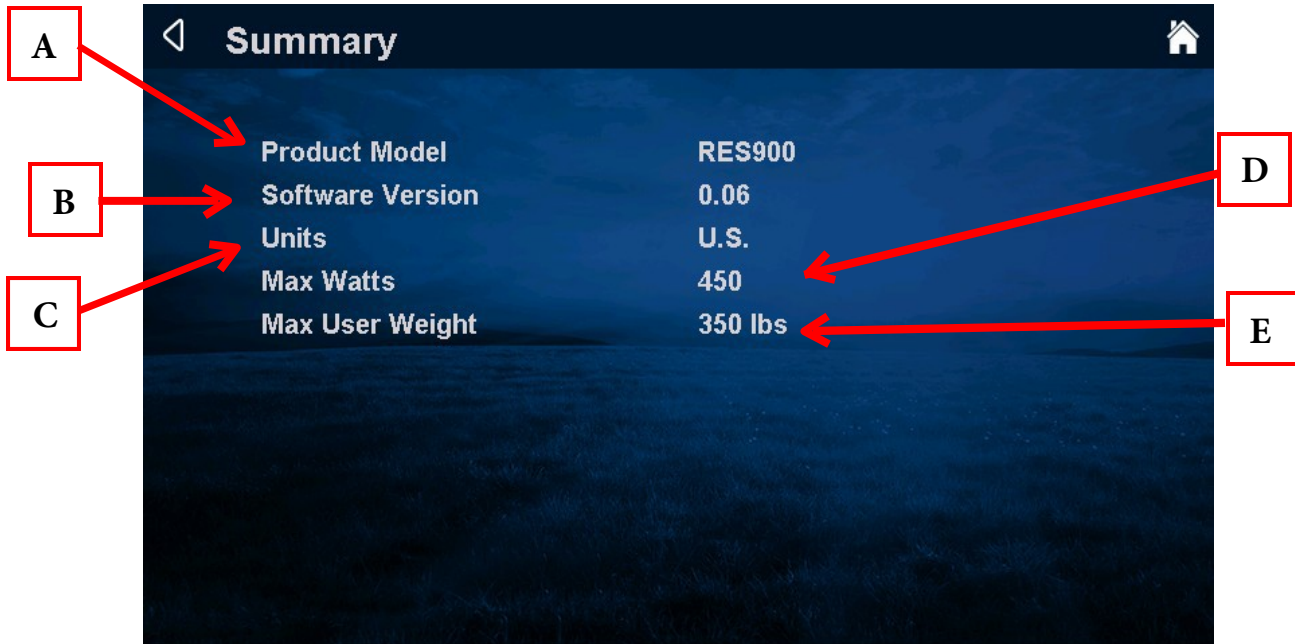 Summary
A
Product Model RES900
B
Software Version 0.06
D
Units U.S.
C
Max Watts 450
Max User Weight 350 lbs
E